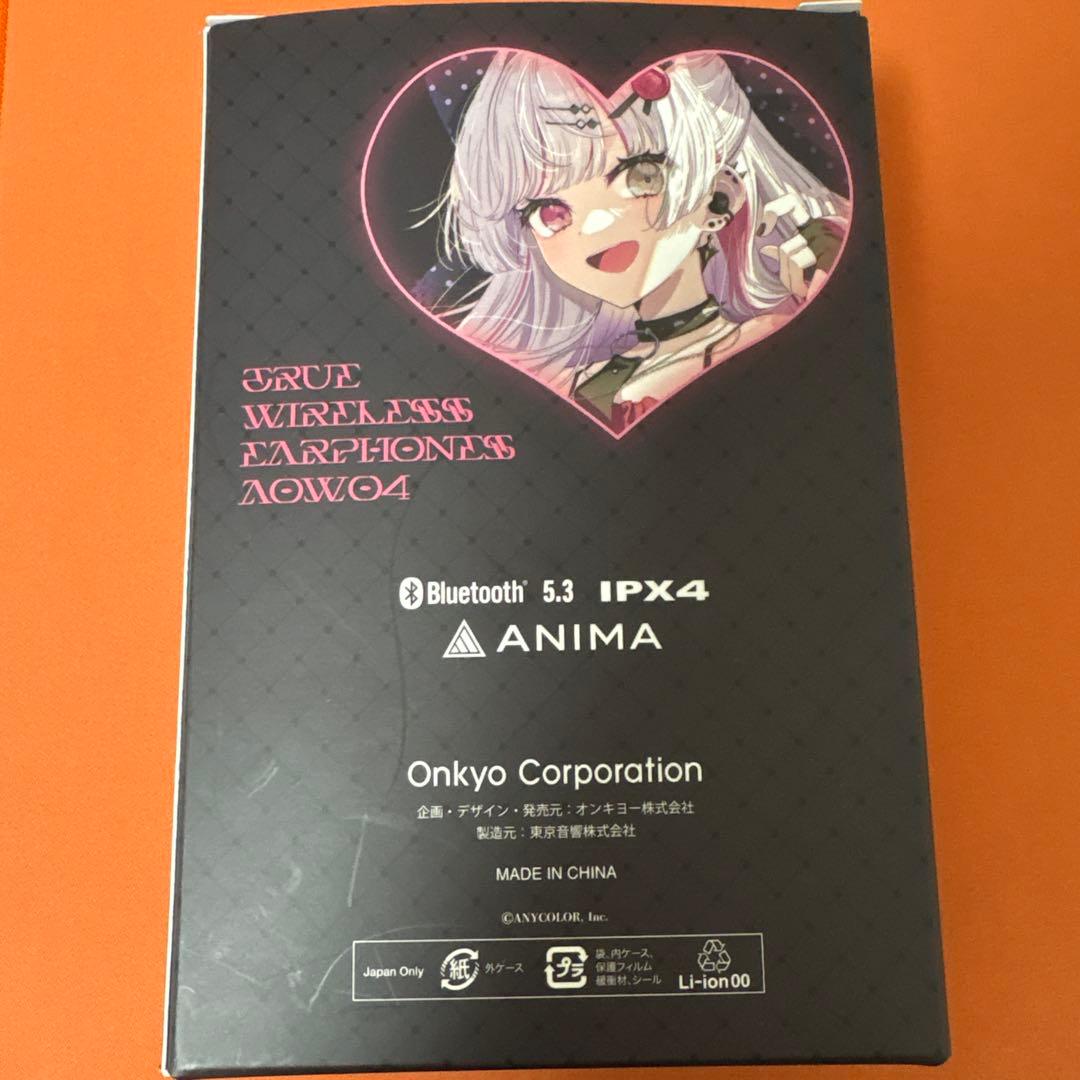 TRUE
WIRELESS
EARPHONES
AOW04
Bluetooth® 5.3 IPX4
ANIMA
Onkyo Corporation
企画・デザイン・発売元：オンキヨー株式会社
製造元：東京音響株式会社
MADE IN CHINA
©ANYCOLOR, Inc.
Japan Only
紙
外ケース
プラ
袋、内ケース、
保護フィルム
緩衝材、シール
Li-ion 00